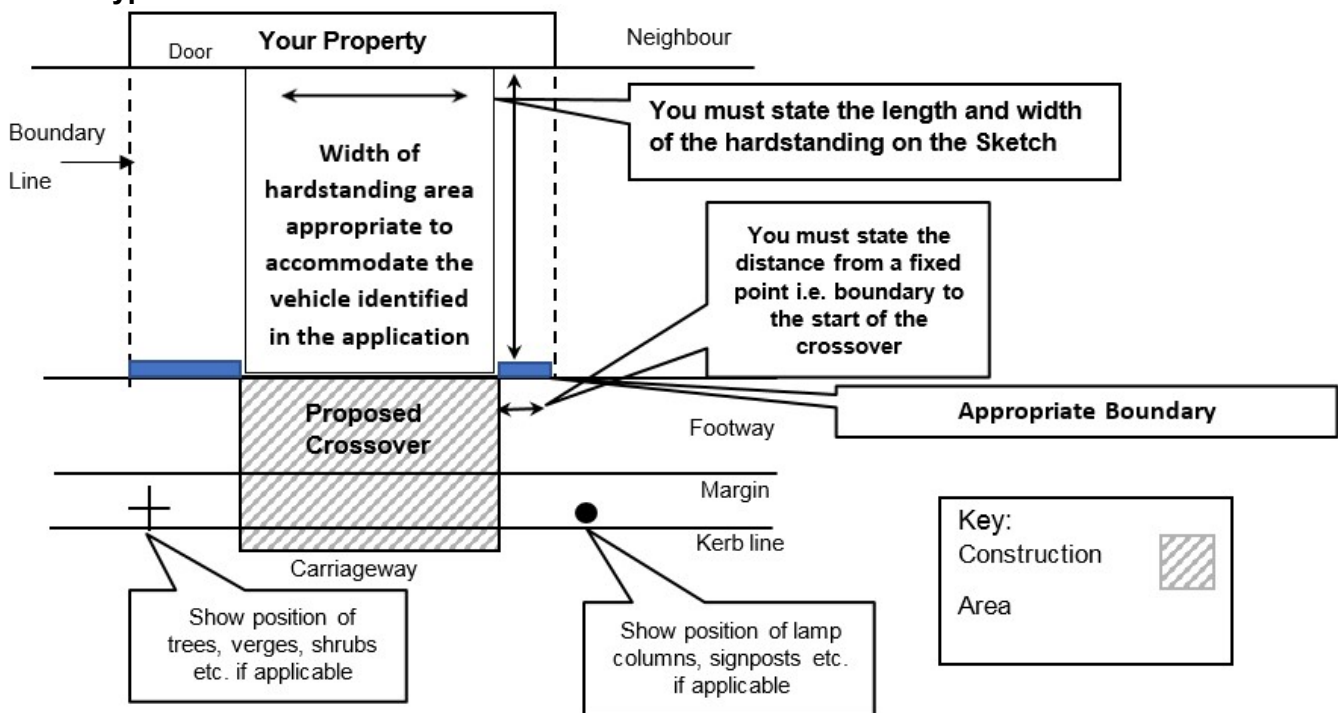 Your Property
Door
Neighbour
Boundary
Line
You must state the length and width
of the hardstanding on the Sketch
Width of
hardstanding area
appropriate to
accommodate the
vehicle identified
in the application
You must state the
distance from a fixed
point i.e. boundary to
the start of the
crossover
Appropriate Boundary
Proposed
Crossover
Footway
Margin
Kerb line
Carriageway
Show position of
trees, verges, shrubs
etc. if applicable
Show position of lamp
columns, signposts etc.
if applicable
Key:
Construction
Area